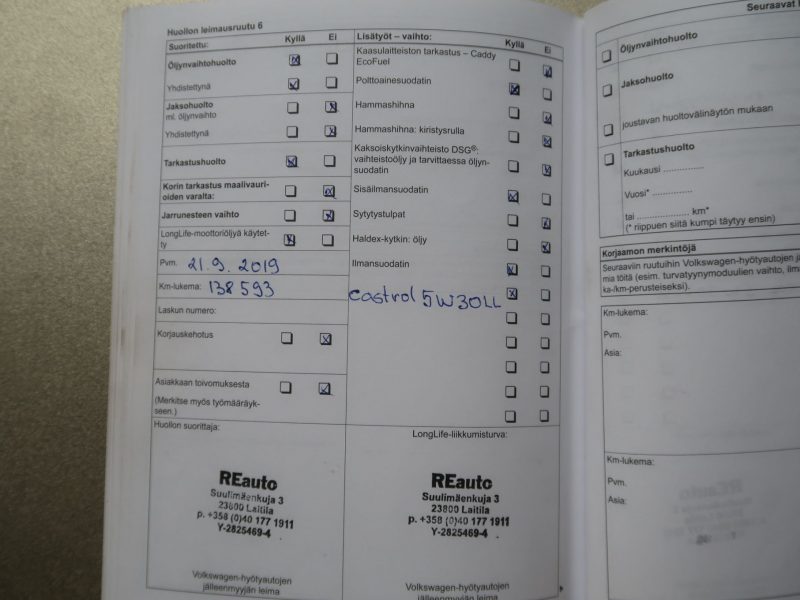 Huollon leimausruutu 6
Suoritettu: Kyllä Ei
Öljynvaihtohuolto
Yhdistettynä
Jaksohuolto
ml. öljynvaihto
Yhdistettynä
Tarkastushuolto
Korin tarkastus maalivauri-
oiden varalta:
Jarrunesteen vaihto
LongLife-moottoriöljyä käytet-
ty
Pvm. 21.9.2019
Km-lukema: 138 593
Laskun numero:
Korjauskehotus
Asiakkaan toivomuksesta
(Merkitse myös työmääräyk-
seen.)
Huollon suorittaja:
REauto
Suulimäenkuja 3
23800 Laitila
p. +358 (0)40 177 1911
Y-2825469-4
Volkswagen-hyötyautojen
jälleenmyyjän leima
Lisätyöt – vaihto: Kyllä Ei
Kaasulaitteiston tarkastus – Caddy
EcoFuel
Polttoainesuodatin
Hammashihna
Hammashihna: kiristysrulla
Kaksoiskytkinvaihteisto DSG®:
vaihteistoöljy ja tarvittaessa öljyn-
suodatin
Sisäilmansuodatin
Sytytystulpat
Haldex-kytkin: öljy
Ilmansuodatin
castrol 5W30LL
LongLife-liikkumisturva:
REauto
Suulimäenkuja 3
23800 Laitila
p. +358 (0)40 177 1911
Y-2825469-4
Volkswagen-hyötyautojen
jälleenmyyjän leima
Seuraavat
Öljynvaihtohuolto
Jaksohuolto
joustavan huoltovälinäytön mukaan
Tarkastushuolto
Kuukausi ...............
Vuosi* ...............
tai .................... km*
(* riippuen siitä kumpi täytyy ensin)
Korjaamon merkintöjä
Seuraaviin ruutuihin Volkswagen-hyötyautojen
mia töitä (esim. turvatyynymoduulien vaihto,
ka-/km-perusteiseksi).
Km-lukema:
Pvm.
Asia:
Km-lukema:
Pvm.
Asia:
REauto